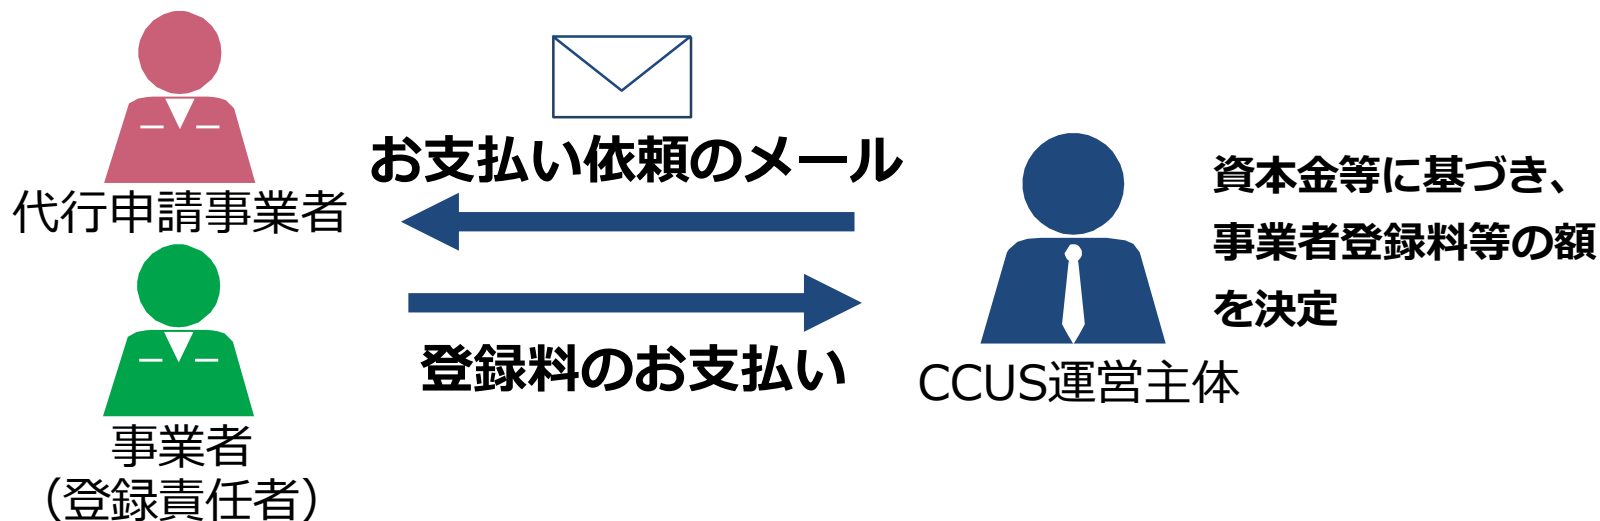 お支払い依頼のメール
代行申請事業者
資本金等に基づき、
事業者登録料等の額
を決定
登録料のお支払い
CCUS運営主体
事業者
（登録責任者）